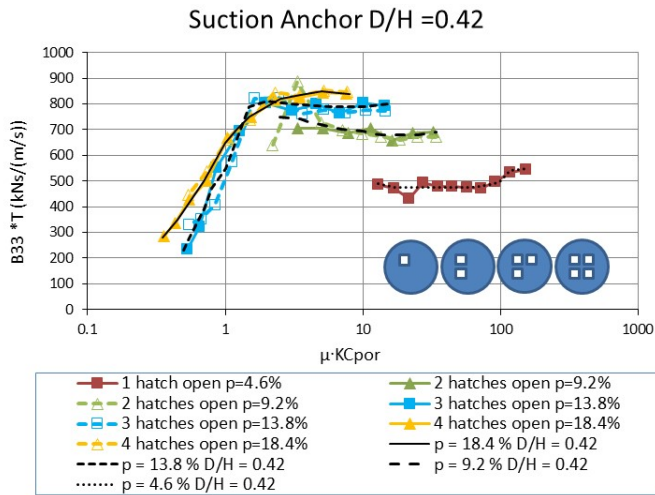 Suction Anchor D/H =0.42
1000
900
800
700
600
500
400
300
200
100
0
B33 *T (kNs/(m/s))
0.1 1 10 100 1000
μ·KCpor
1 hatch open p=4.6% 2 hatches open p=9.2%
2 hatches open p=9.2% 3 hatches open p=13.8%
3 hatches open p=13.8% 4 hatches open p=18.4%
4 hatches open p=18.4% p = 18.4 % D/H = 0.42
p = 13.8 % D/H = 0.42 p = 9.2 % D/H = 0.42
p = 4.6 % D/H = 0.42